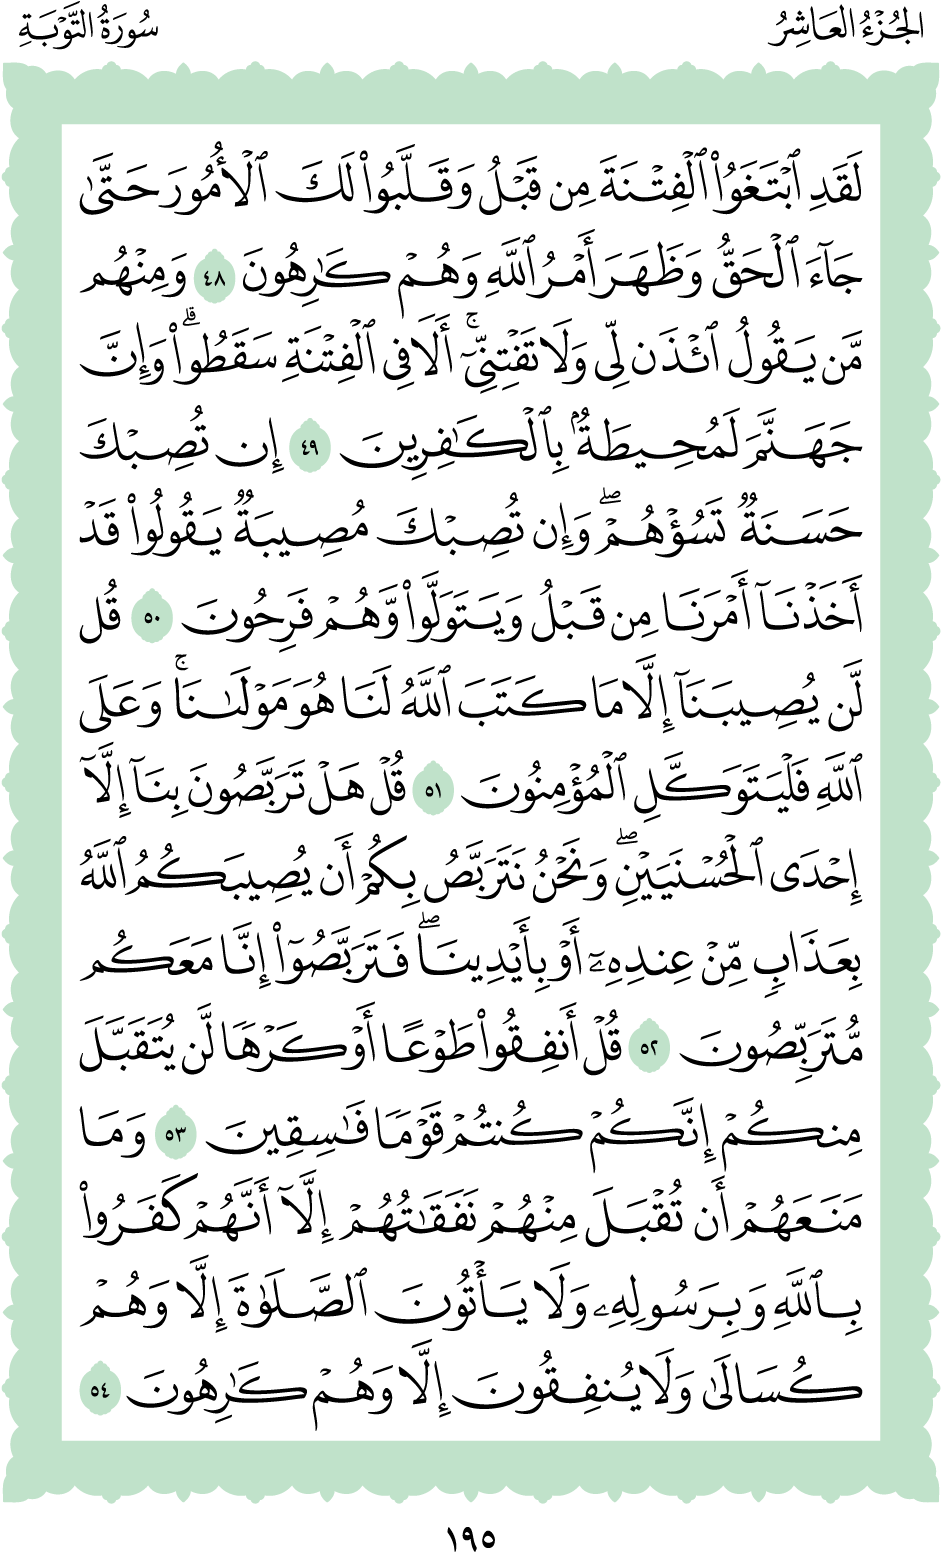 الجُزْءُ العَاشِرُ
سُورَةُ التَّوْبَةِ
لَقَدِ ٱبْتَغَوُا۟ ٱلْفِتْنَةَ مِن قَبْلُ وَقَلَّبُوا۟ لَكَ ٱلْأُمُورَ حَتَّىٰ
جَآءَ ٱلْحَقُّ وَظَهَرَ أَمْرُ ٱللَّهِ وَهُمْ كَٰرِهُونَ ٤٨ وَمِنْهُم
مَّن يَقُولُ ٱئْذَن لِّى وَلَا تَفْتِنِّىٓ ۚ أَلَا فِى ٱلْفِتْنَةِ سَقَطُوا۟ ۗ وَإِنَّ
جَهَنَّمَ لَمُحِيطَةٌۢ بِٱلْكَٰفِرِينَ ٤٩ إِن تُصِبْكَ
حَسَنَةٌ تَسُؤْهُمْ ۖ وَإِن تُصِبْكَ مُصِيبَةٌ يَقُولُوا۟ قَدْ
أَخَذْنَآ أَمْرَنَا مِن قَبْلُ وَيَتَوَلَّوا۟ وَّهُمْ فَرِحُونَ ٥٠ قُل
لَّن يُصِيبَنَآ إِلَّا مَا كَتَبَ ٱللَّهُ لَنَا هُوَ مَوْلَىٰنَا ۚ وَعَلَى
ٱللَّهِ فَلْيَتَوَكَّلِ ٱلْمُؤْمِنُونَ ٥١ قُلْ هَلْ تَرَبَّصُونَ بِنَآ إِلَّآ
إِحْدَى ٱلْحُسْنَيَيْنِ ۖ وَنَحْنُ نَتَرَبَّصُ بِكُمْ أَن يُصِيبَكُمُ ٱللَّهُ
بِعَذَابٍ مِّنْ عِندِهِۦٓ أَوْ بِأَيْدِينَا ۖ فَتَرَبَّصُوٓا۟ إِنَّا مَعَكُم
مُّتَرَبِّصُونَ ٥٢ قُلْ أَنفِقُوا۟ طَوْعًا أَوْ كَرْهًا لَّن يُتَقَبَّلَ
مِنكُمْ إِنَّكُمْ كُنتُمْ قَوْمًا فَٰسِقِينَ ٥٣ وَمَا
مَنَعَهُمْ أَن تُقْبَلَ مِنْهُمْ نَفَقَٰتُهُمْ إِلَّآ أَنَّهُمْ كَفَرُوا۟
بِٱللَّهِ وَبِرَسُولِهِۦ وَلَا يَأْتُونَ ٱلصَّلَوٰةَ إِلَّا وَهُمْ
كُسَالَىٰ وَلَا يُنفِقُونَ إِلَّا وَهُمْ كَٰرِهُونَ ٥٤
١٩٥